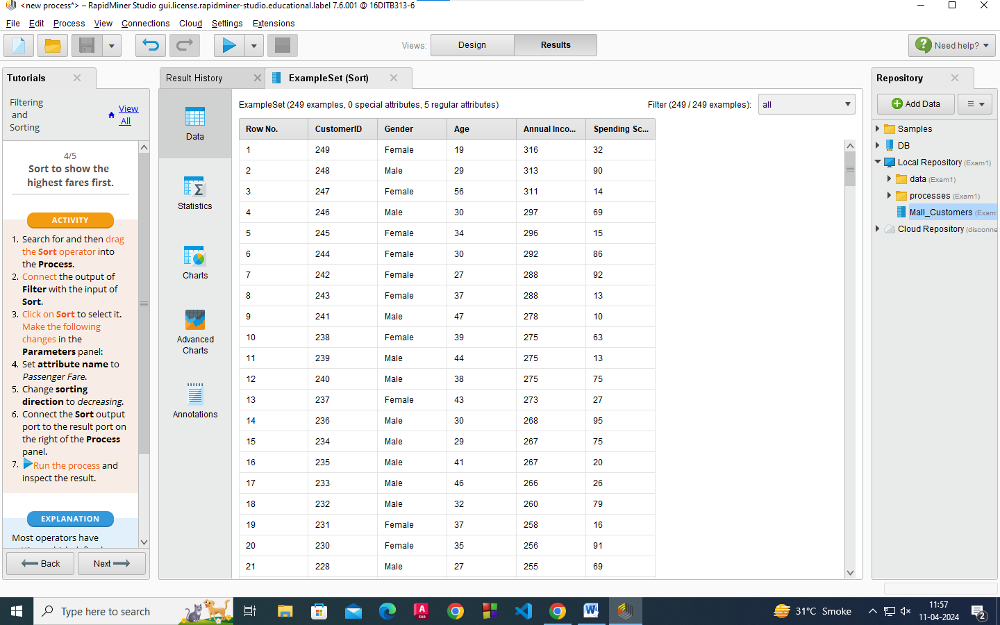 <new process*> – RapidMiner Studio gui.license.rapidminer-studio.educational.label 7.6.001 @ 16DITB313-6
File Edit Process View Connections Cloud Settings Extensions
Views: Design Results Need help?
Tutorials
Filtering and Sorting
View All
4/5
Sort to show the
highest fares first.
ACTIVITY
1. Search for and then drag
the Sort operator into
the Process.
2. Connect the output of
Filter with the input of
Sort.
3. Click on Sort to select it.
Make the following
changes in the
Parameters panel:
4. Set attribute name to
Passenger Fare.
5. Change sorting
direction to decreasing.
6. Connect the Sort output
port to the result port on
the right of the Process
panel.
7. Run the process and
inspect the result.
EXPLANATION
Most operators have
Back Next
Result History ExampleSet (Sort)
Data
Statistics
Charts
Advanced
Charts
Annotations
ExampleSet (249 examples, 0 special attributes, 5 regular attributes) Filter (249 / 249 examples): all
Row No. CustomerID Gender Age Annual Inco... Spending Sc...
1 249 Female 19 316 32
2 248 Male 29 313 90
3 247 Female 56 311 14
4 246 Male 30 297 69
5 245 Female 34 296 15
6 244 Female 30 292 86
7 242 Female 27 288 92
8 243 Female 37 288 13
9 241 Male 47 278 10
10 238 Female 39 275 63
11 239 Male 44 275 13
12 240 Male 38 275 75
13 237 Female 43 273 27
14 236 Male 30 268 95
15 234 Male 29 267 75
16 235 Male 41 267 20
17 233 Male 46 266 26
18 232 Male 32 260 79
19 231 Female 37 258 16
20 230 Female 35 256 91
21 228 Male 27 255 69
Repository
Add Data
Samples
DB
Local Repository (Exam1)
data (Exam1)
processes (Exam1)
Mall_Customers (Exam
Cloud Repository (disconne
Type here to search
31°C Smoke
11:57
11-04-2024
2